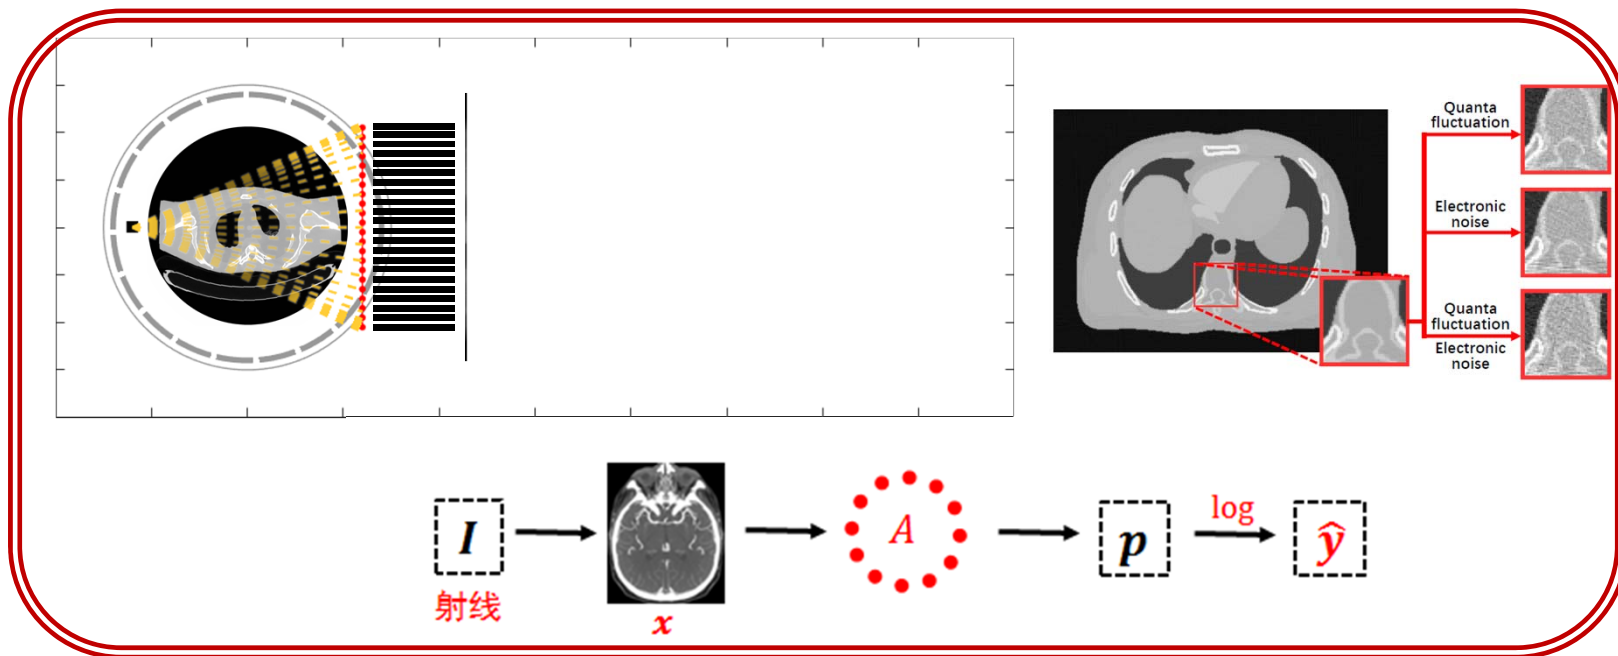 Quanta
fluctuation
Electronic
noise
Quanta
fluctuation
Electronic
noise
I
射线
x
A
p
log
ŷ